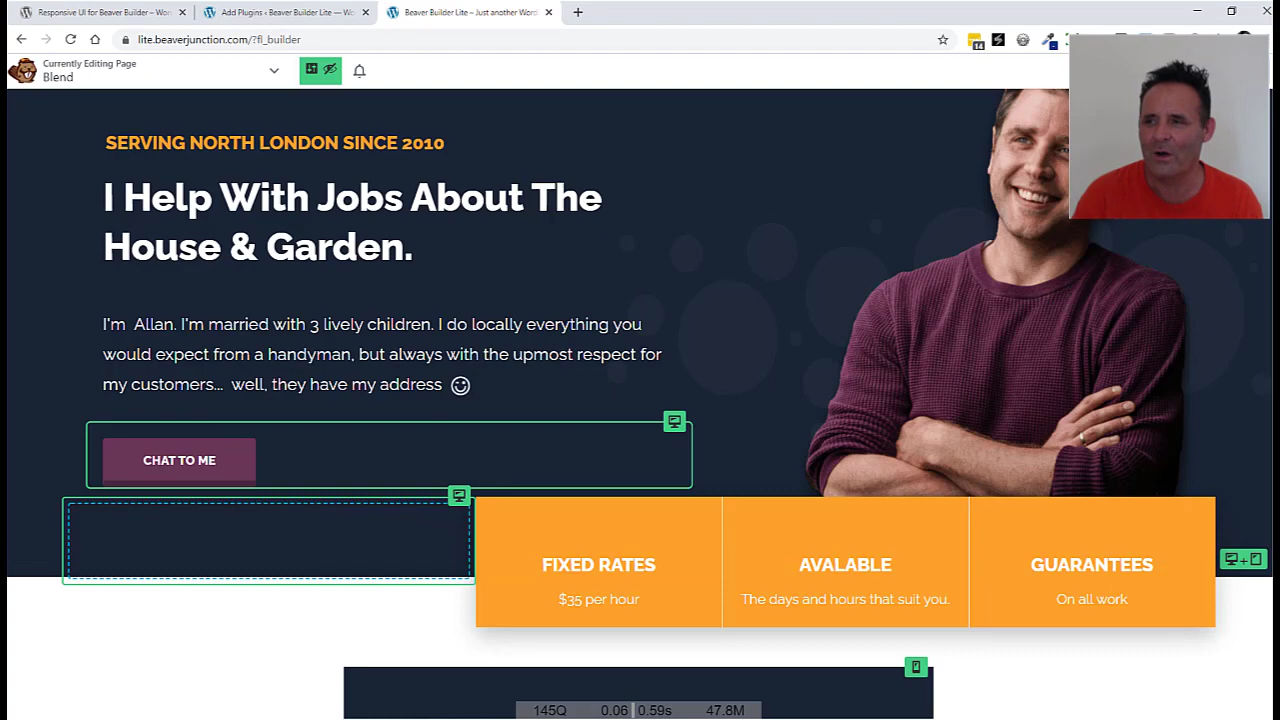 Responsive UI for Beaver Builder – Wor
Add Plugins ‹ Beaver Builder Lite — Wo
Beaver Builder Lite – Just another Word
lite.beaverjunction.com/?fl_builder
14
Currently Editing Page
Blend
SERVING NORTH LONDON SINCE 2010
I Help With Jobs About The
House & Garden.
I'm Allan. I'm married with 3 lively children. I do locally everything you
would expect from a handyman, but always with the upmost respect for
my customers... well, they have my address
CHAT TO ME
FIXED RATES
$35 per hour
AVALABLE
The days and hours that suit you.
GUARANTEES
On all work
145Q 0.06 0.59s 47.8M